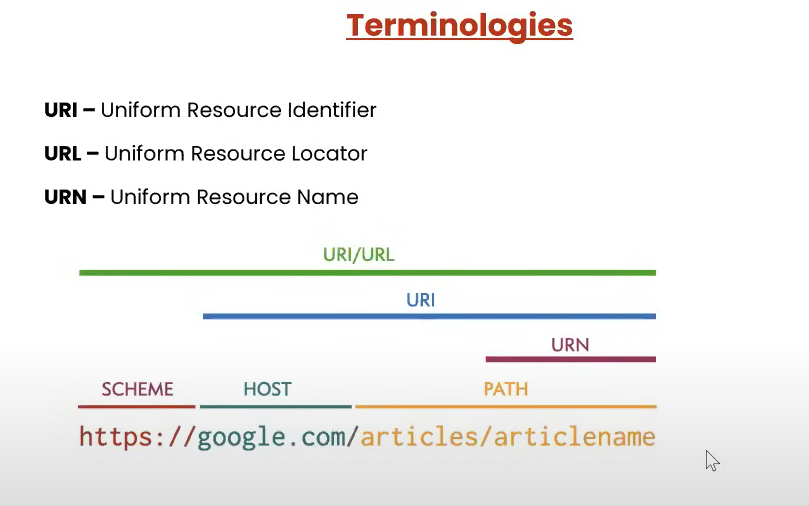 Terminologies
URI – Uniform Resource Identifier
URL – Uniform Resource Locator
URN – Uniform Resource Name
URI/URL
URI
URN
SCHEME HOST PATH
https://google.com/articles/articlename